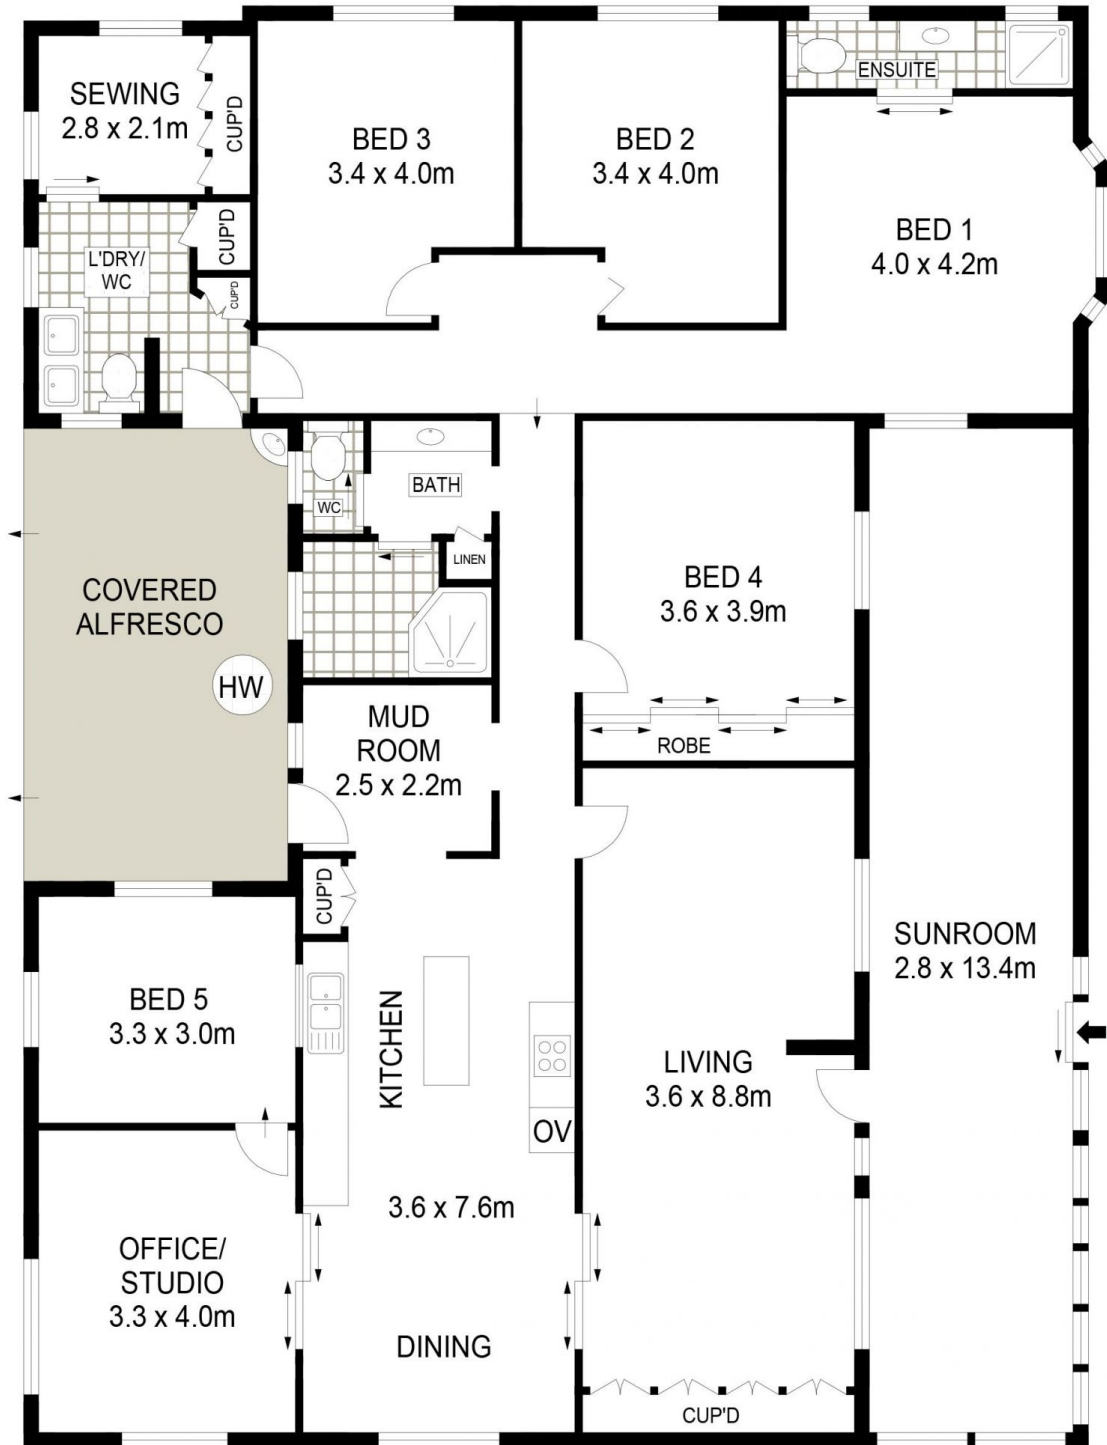 SEWING
2.8 x 2.1m
CUP'D
BED 3
3.4 x 4.0m
BED 2
3.4 x 4.0m
ENSUITE
BED 1
4.0 x 4.2m
L'DRY/
WC
CUP'D
CUP'D
COVERED
ALFRESCO
HW
WC
BATH
LINEN
BED 4
3.6 x 3.9m
ROBE
MUD
ROOM
2.5 x 2.2m
CUP'D
BED 5
3.3 x 3.0m
KITCHEN
OV
3.6 x 7.6m
DINING
LIVING
3.6 x 8.8m
CUP'D
SUNROOM
2.8 x 13.4m
OFFICE/
STUDIO
3.3 x 4.0m